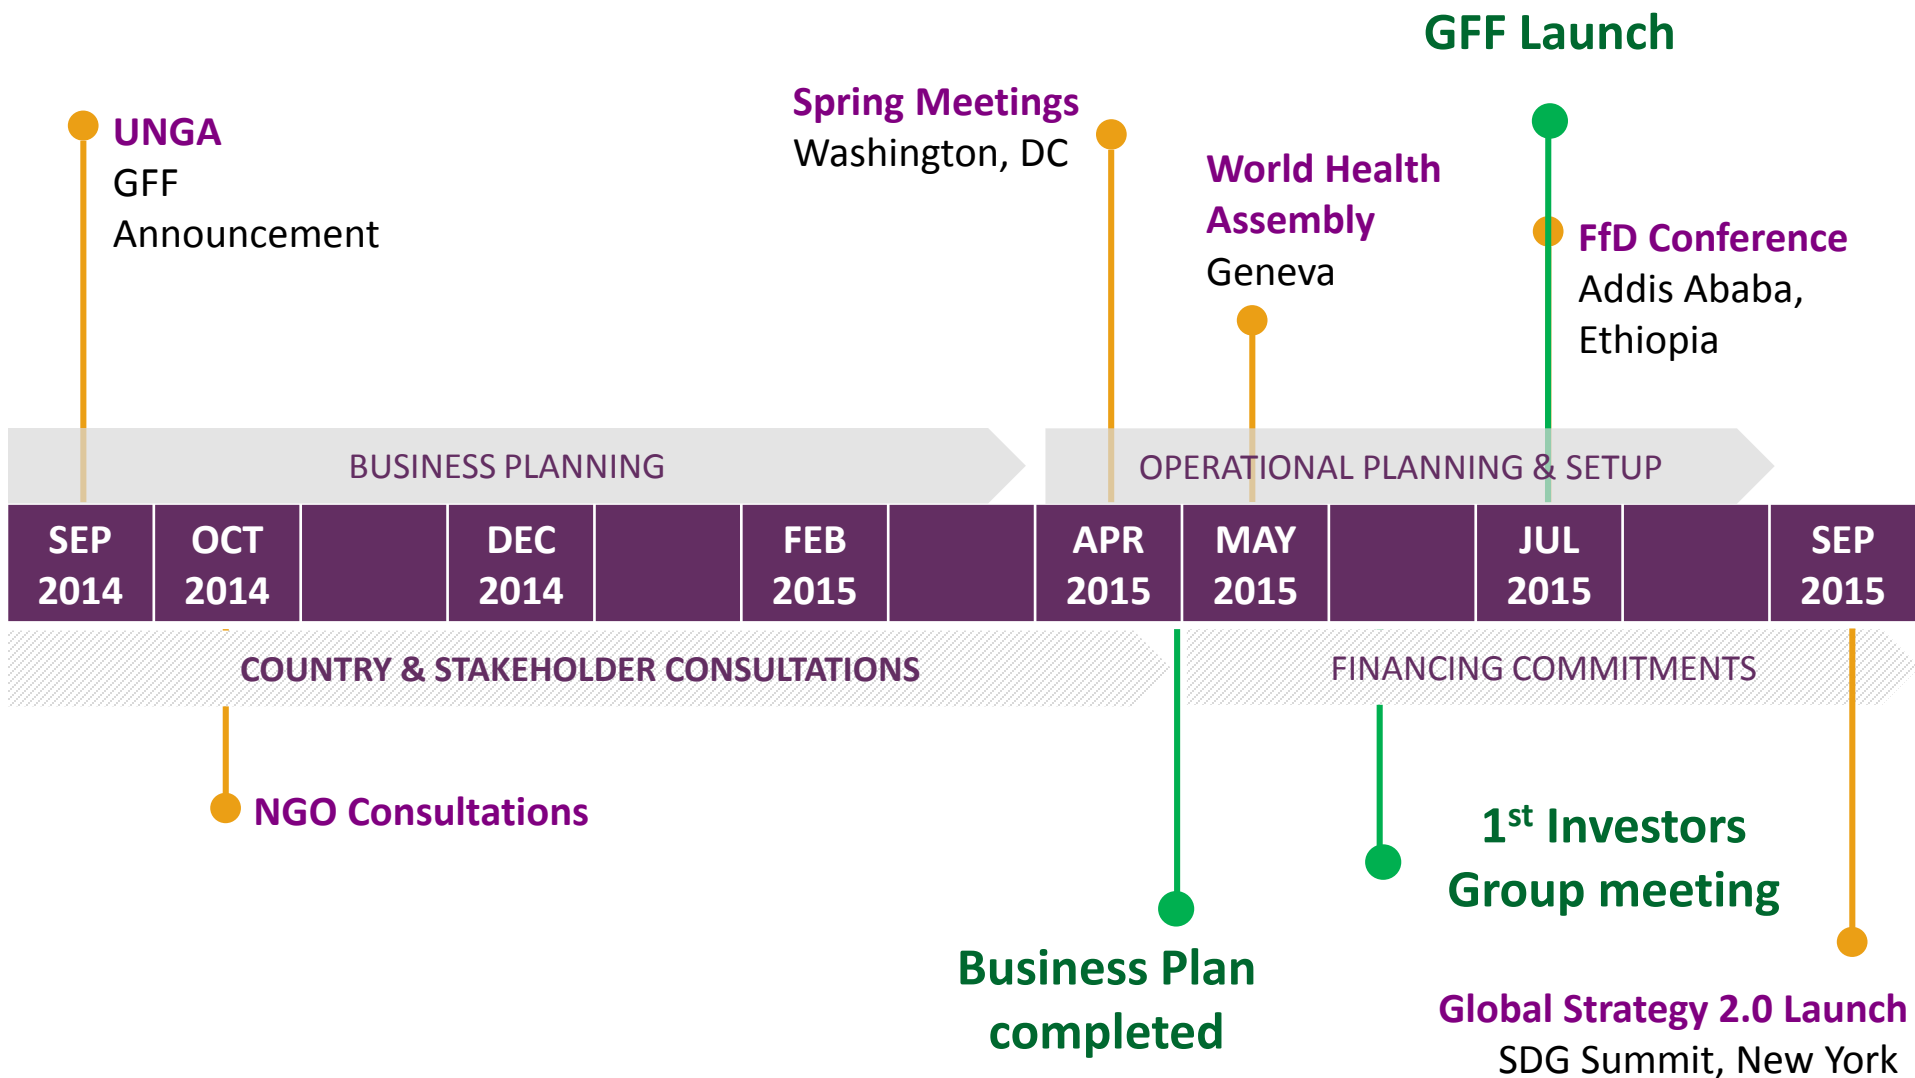 GFF Launch
UNGA
GFF
Announcement
Spring Meetings
Washington, DC
World Health
Assembly
Geneva
FfD Conference
Addis Ababa,
Ethiopia
BUSINESS PLANNING
OPERATIONAL PLANNING & SETUP
SEP
2014
OCT
2014
DEC
2014
FEB
2015
APR
2015
MAY
2015
JUL
2015
SEP
2015
COUNTRY & STAKEHOLDER CONSULTATIONS
FINANCING COMMITMENTS
NGO Consultations
Business Plan
completed
1st Investors
Group meeting
Global Strategy 2.0 Launch
SDG Summit, New York